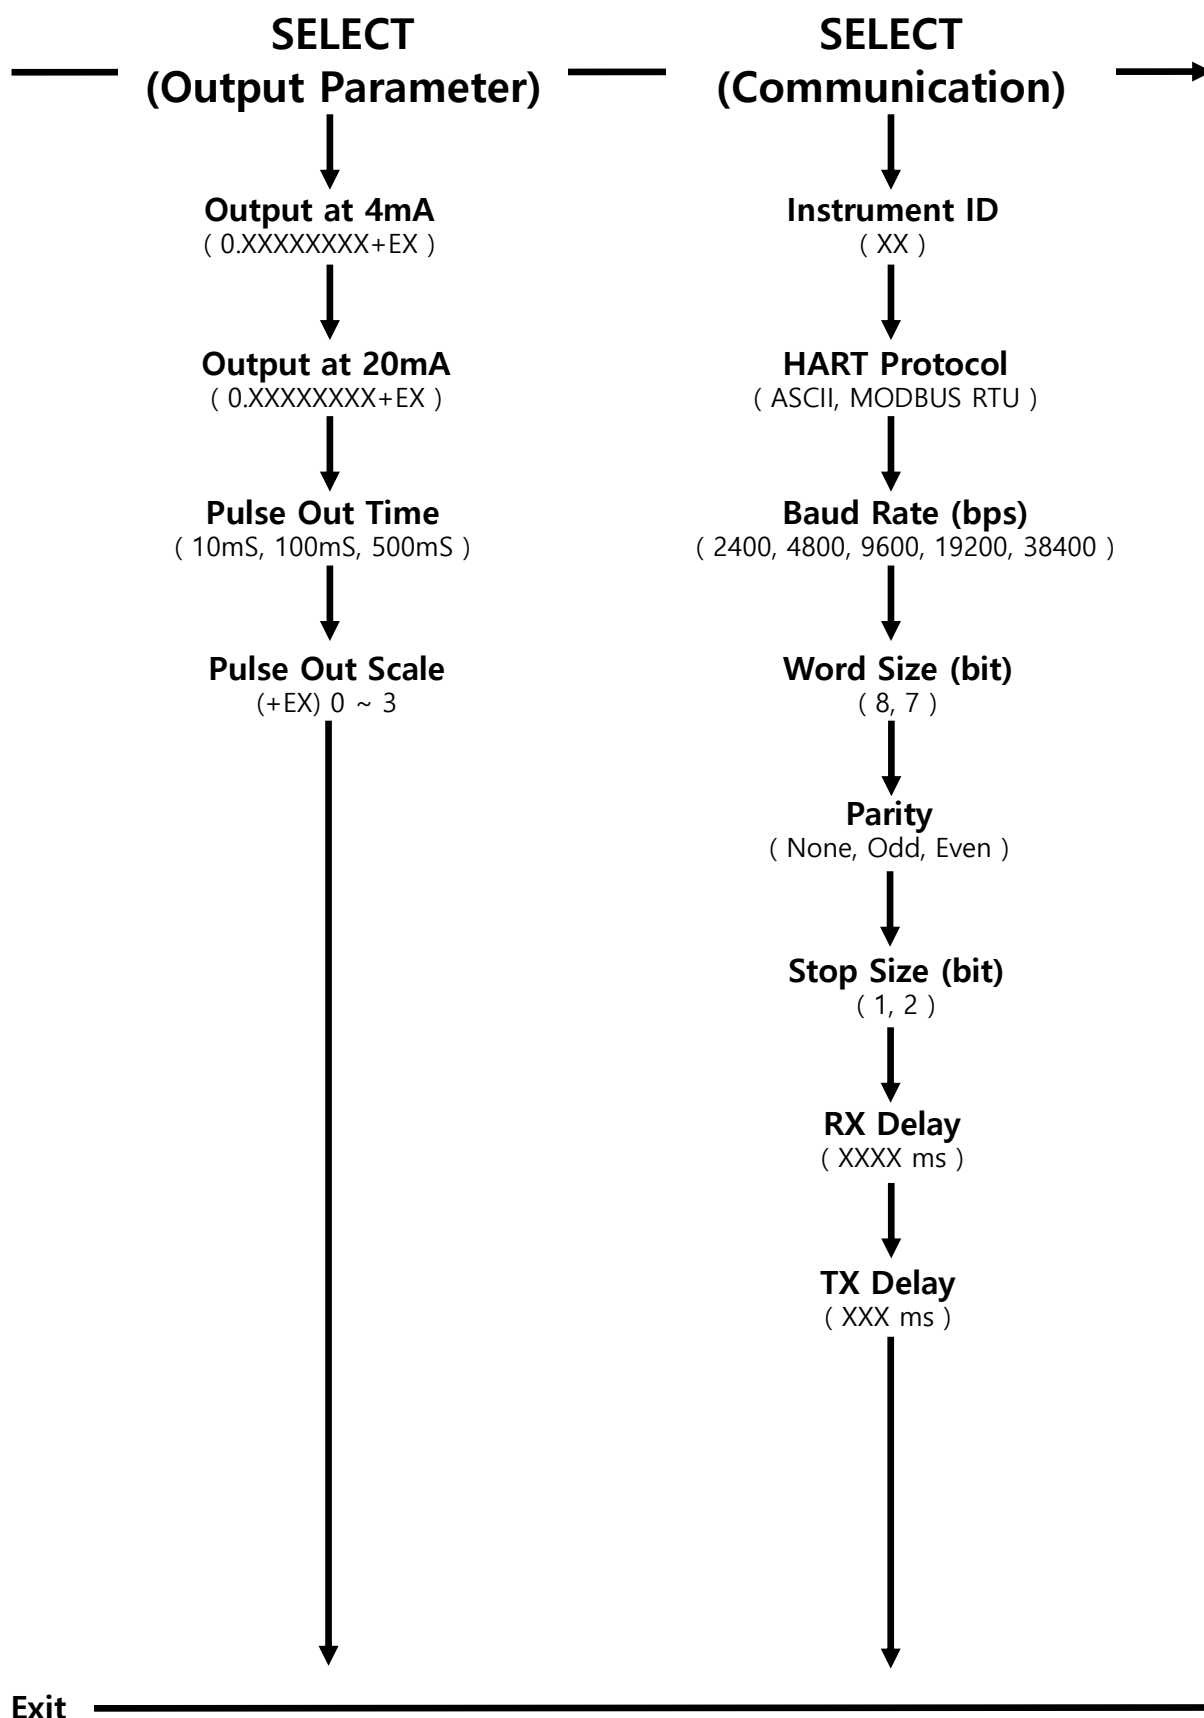 SELECT
(Output Parameter)
Output at 4mA
( 0.XXXXXXXX+EX )
Output at 20mA
( 0.XXXXXXXX+EX )
Pulse Out Time
( 10mS, 100mS, 500mS )
Pulse Out Scale
(+EX) 0 ~ 3
SELECT
(Communication)
Instrument ID
( XX )
HART Protocol
( ASCII, MODBUS RTU )
Baud Rate (bps)
( 2400, 4800, 9600, 19200, 38400 )
Word Size (bit)
( 8, 7 )
Parity
( None, Odd, Even )
Stop Size (bit)
( 1, 2 )
RX Delay
( XXXX ms )
TX Delay
( XXX ms )
Exit